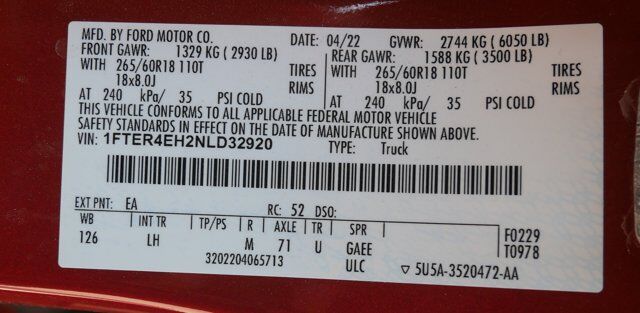 MFD. BY FORD MOTOR CO. DATE: 04/22 GVWR: 2744 KG ( 6050 LB)
FRONT GAWR: 1329 KG ( 2930 LB) REAR GAWR: 1588 KG ( 3500 LB)
WITH 265/60R18 110T TIRES WITH 265/60R18 110T TIRES
18x8.0J RIMS 18x8.0J RIMS
AT 240 kPa/ 35 PSI COLD AT 240 kPa/ 35 PSI COLD
THIS VEHICLE CONFORMS TO ALL APPLICABLE FEDERAL MOTOR VEHICLE
SAFETY STANDARDS IN EFFECT ON THE DATE OF MANUFACTURE SHOWN ABOVE.
VIN: 1FTER4EH2NLD32920 TYPE: Truck
EXT PNT: EA RC: 52 DSO:
WB INT TR TP/PS R AXLE TR SPR F0229
126 LH M 71 U GAEE T0978
3202204065713 ULC ▽ 5U5A-3520472-AA